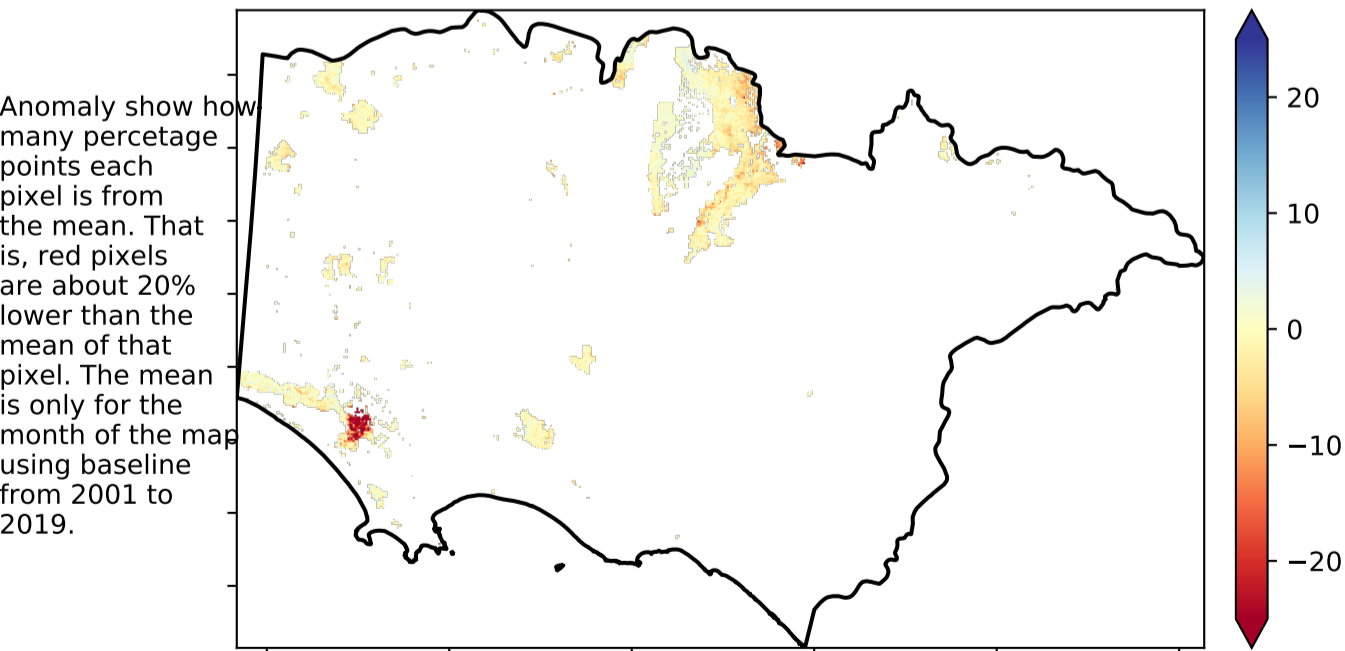 Anomaly show how
many percetage
points each
pixel is from
the mean. That
is, red pixels
are about 20%
lower than the
mean of that
pixel. The mean
is only for the
month of the map
using baseline
from 2001 to
2019.
20
10
0
−10
−20